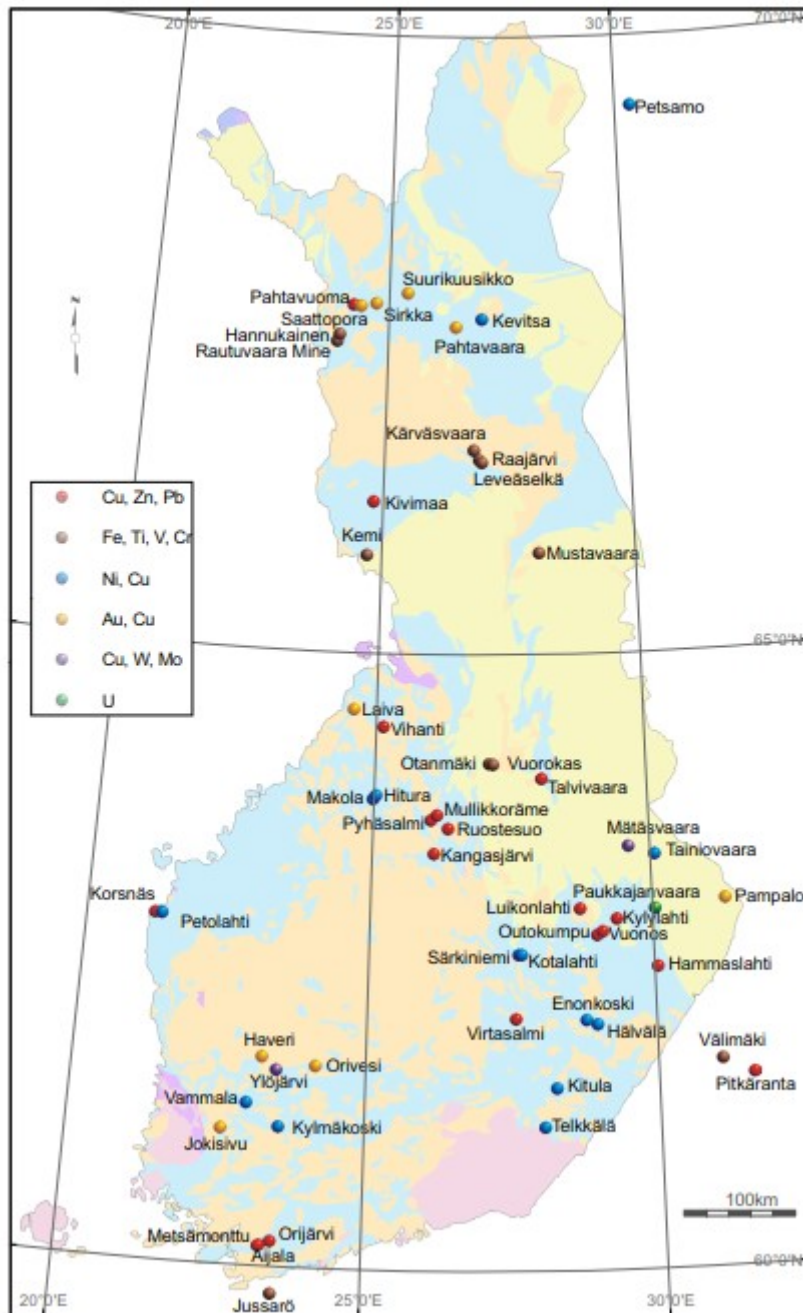 20°0'E 25°0'E 30°0'E 70°0'N
Petsamo
Suurikuusikko
Pahtavuoma
Saattopora Sirkka Kevitsa
Hannukainen Pahtavaara
Rautuvaara Mine
Kärväsvaara
Raajärvi
Leveäselkä
Cu, Zn, Pb Kivimaa
Fe, Ti, V, Cr Kemi Mustavaara
Ni, Cu
Au, Cu
Cu, W, Mo 65°0'N
U
Laiva
Vihanti
Otanmäki Vuorokas
Talvivaara
Makola Hitura
Mullikkoräme
Pyhäsalmi Ruostesuo Mätäsvaara
Kangasjärvi Tainiovaara
Korsnäs Paukkajanvaara Pampalo
Petolahti Luikonlahti Kylylahti
Outokumpu Vuonos
Särkiniemi Kotalahti Hammaslahti
Enonkoski
Virtasalmi Hälvälä
Haveri Välimäki
Ylöjärvi Orivesi Pitkäranta
Vammala Kitula
Jokisivu Kylmäkoski Telkkälä
100km
Metsämonttu Orijärvi
Aijala 60°0'N
20°0'E Jussarö 25°0'E 30°0'E